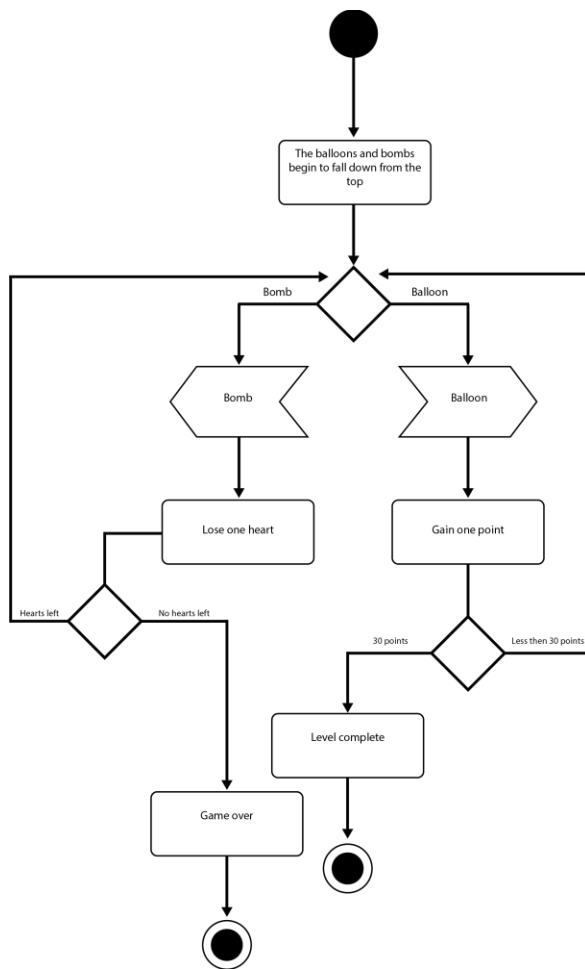 The balloons and bombs
begin to fall down from the
top
Bomb
Balloon
Bomb
Balloon
Lose one heart
Gain one point
Hearts left
No hearts left
30 points
Less then 30 points
Level complete
Game over